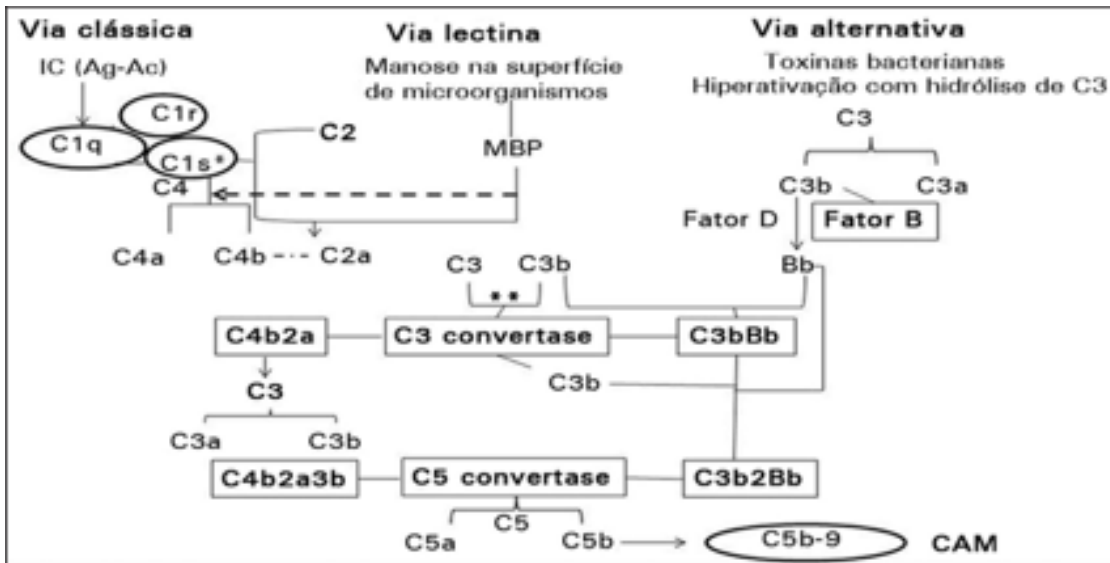 Via clássica
IC (Ag-Ac)
C1r
C1q
C1s*
C4
C2
C4a
C4b
C2a
Via lectina
Manose na superfície
de microorganismos
MBP
Via alternativa
Toxinas bacterianas
Hiperativação com hidrólise de C3
C3
C3b
C3a
Fator D
Fator B
Bb
C3
C3b
**
C4b2a
C3 convertase
C3bBb
C3
C3b
C3a
C3b
C4b2a3b
C5 convertase
C3b2Bb
C5
C5a
C5b
C5b-9
CAM